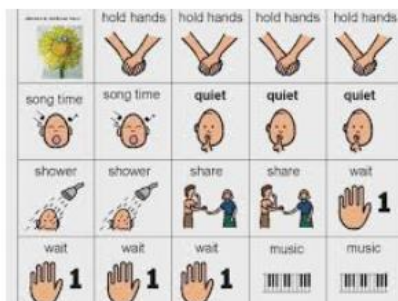 hold hands hold hands hold hands hold hands
song time song time quiet quiet quiet
shower shower share share wait
1
wait wait wait music music
1 1 1